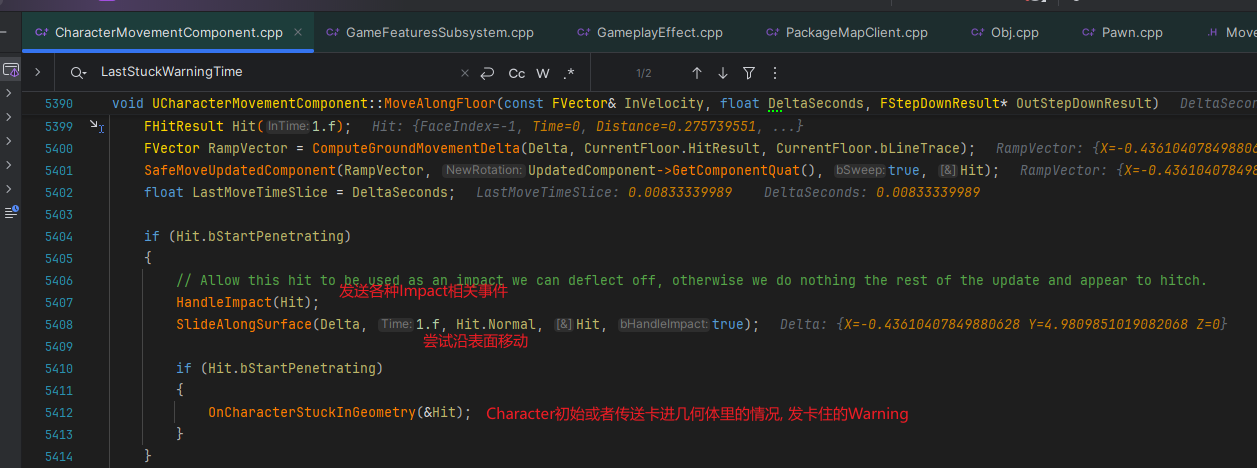 CharacterMovementComponent.cpp × GameFeaturesSubsystem.cpp GameplayEffect.cpp PackageMapClient.cpp Obj.cpp Pawn.cpp .H Move
LastStuckWarningTime × Cc W .* 1/2
5390 void UCharacterMovementComponent::MoveAlongFloor(const FVector& InVelocity, float DeltaSeconds, FStepDownResult* OutStepDownResult) DeltaSecon
5399 FHitResult Hit( InTime: 1.f); Hit: {FaceIndex=-1, Time=0, Distance=0.275739551, ...}
5400 FVector RampVector = ComputeGroundMovementDelta(Delta, CurrentFloor.HitResult, CurrentFloor.bLineTrace); RampVector: {X=-0.436104078498806
5401 SafeMoveUpdatedComponent(RampVector, NewRotation: UpdatedComponent->GetComponentQuat(), bSweep: true, [&] Hit); RampVector: {X=-0.43610407849
5402 float LastMoveTimeSlice = DeltaSeconds; LastMoveTimeSlice: 0.00833339989 DeltaSeconds: 0.00833339989
5403
5404 if (Hit.bStartPenetrating)
5405 {
5406 // Allow this hit to be used as an impact we can deflect off, otherwise we do nothing the rest of the update and appear to hitch.
发送各种Impact相关事件
5407 HandleImpact(Hit);
5408 SlideAlongSurface(Delta, Time: 1.f, Hit.Normal, [&] Hit, bHandleImpact: true); Delta: {X=-0.43610407849880628 Y=4.9809851019082068 Z=0}
尝试沿表面移动
5409
5410 if (Hit.bStartPenetrating)
5411 {
5412 OnCharacterStuckInGeometry(&Hit); Character初始或者传送卡进几何体里的情况, 发卡住的Warning
5413 }
5414 }